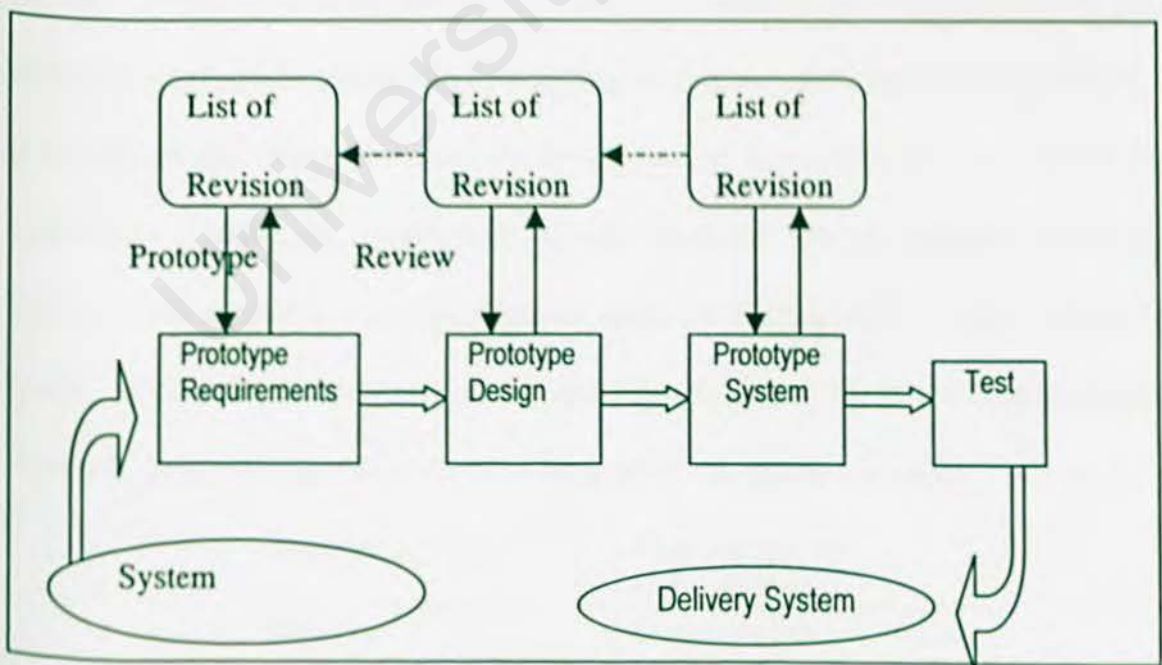 List of
Revision
List of
Revision
List of
Revision
Prototype
Review
Prototype
Requirements
Prototype
Design
Prototype
System
Test
System
Delivery System